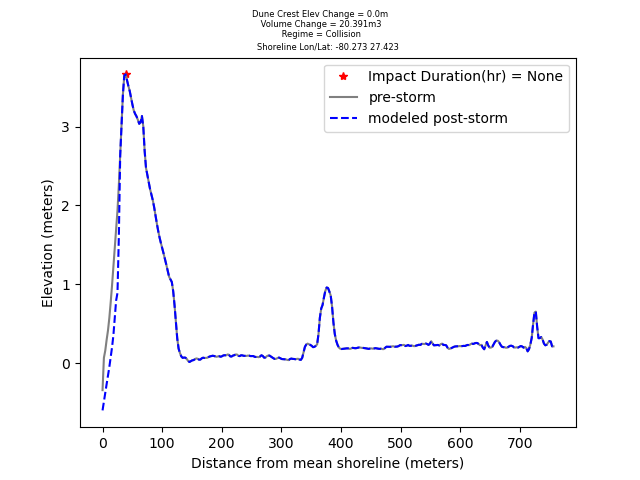 Dune Crest Elev Change = 0.0m
Volume Change = 20.391m3
Regime = Collision
Shoreline Lon/Lat: -80.273 27.423
Impact Duration(hr) = None
pre-storm
modeled post-storm
Elevation (meters)
3
2
1
0
0 100 200 300 400 500 600 700
Distance from mean shoreline (meters)